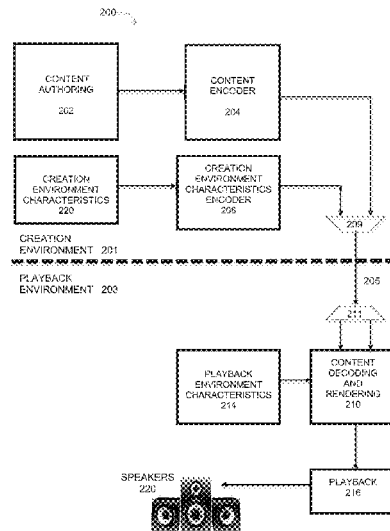 200
CONTENT
AUTHORING
202
CONTENT
ENCODER
204
CREATION
ENVIRONMENT
CHARACTERISTICS
220
CREATION
ENVIRONMENT
CHARACTERISTICS
ENCODER
206
209
CREATION
ENVIRONMENT 201
PLAYBACK
ENVIRONMENT 203
205
211
PLAYBACK
ENVIRONMENT
CHARACTERISTICS
214
CONTENT
DECODING
AND
RENDERING
210
SPEAKERS
220
PLAYBACK
216